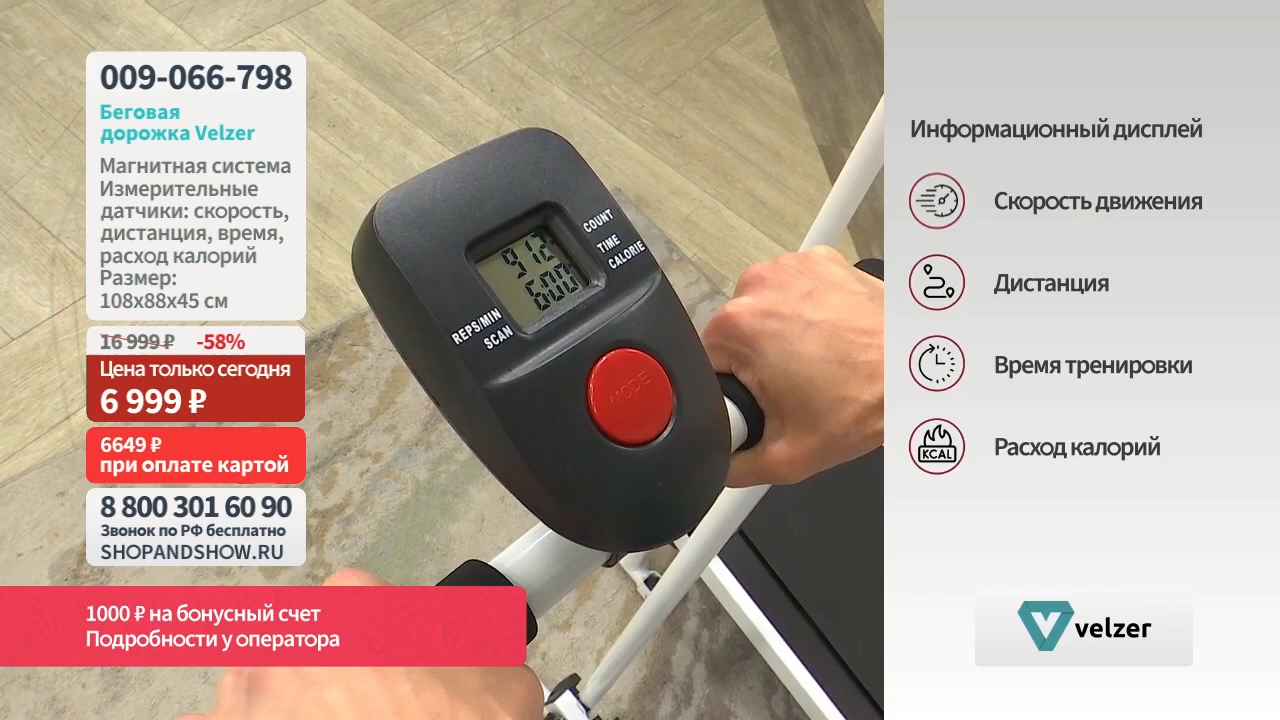 009-066-798
Беговая
дорожка Velzer
Магнитная система
Измерительные
датчики: скорость,
дистанция, время,
расход калорий
Размер:
108x88x45 см
16 999 ₽ -58%
Цена только сегодня
6 999 ₽
6649 ₽
при оплате картой
8 800 301 60 90
Звонок по РФ бесплатно
SHOPANDSHOW.RU
1000 ₽ на бонусный счет
Подробности у оператора
COUNT
TIME
CALORIE
REPS/MIN
SCAN
MODE
Информационный дисплей
Скорость движения
Дистанция
Время тренировки
KCAL
Расход калорий
velzer